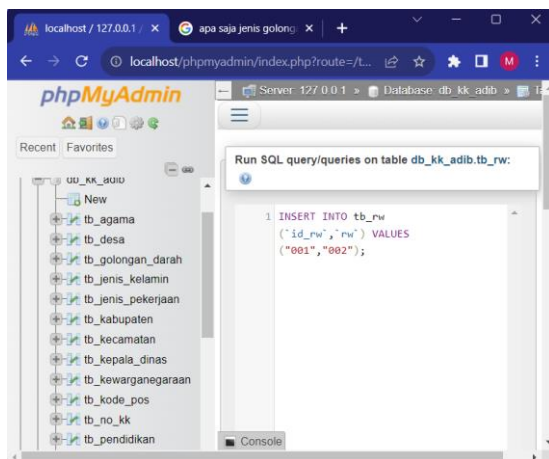 localhost / 127.0.0.1 /
apa saja jenis golong
localhost/phpmyadmin/index.php?route=/t...
M
phpMyAdmin
Recent Favorites
db_kk_adib
New
tb_agama
tb_desa
tb_golongan_darah
tb_jenis_kelamin
tb_jenis_pekerjaan
tb_kabupaten
tb_kecamatan
tb_kepala_dinas
tb_kewarganegaraan
tb_kode_pos
tb_no_kk
tb_pendidikan
Server: 127.0.0.1 » Database: db_kk_adib »
Run SQL query/queries on table db_kk_adib.tb_rw:
1 INSERT INTO tb_rw
(`id_rw`,`rw`) VALUES
("001","002");
Console